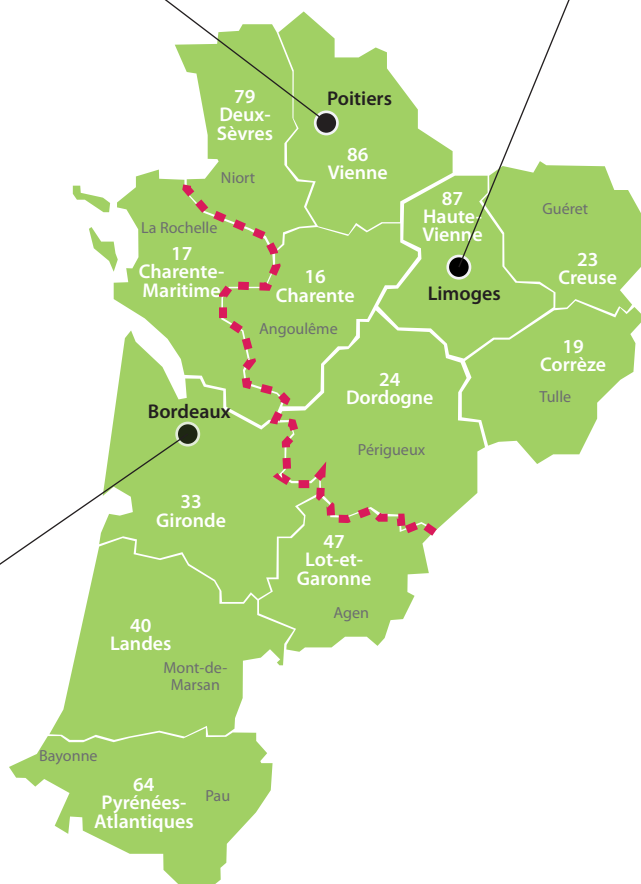 79
Deux-
Sèvres
Poitiers
86
Vienne
Niort
87
Haute-
Vienne
Guéret
La Rochelle
17
Charente-
Maritime
16
Charente
23
Creuse
Limoges
Angoulême
19
Corrèze
24
Dordogne
Tulle
Bordeaux
Périgueux
33
Gironde
47
Lot-et-
Garonne
Agen
40
Landes
Mont-de-
Marsan
Bayonne
64
Pyrénées-
Atlantiques
Pau